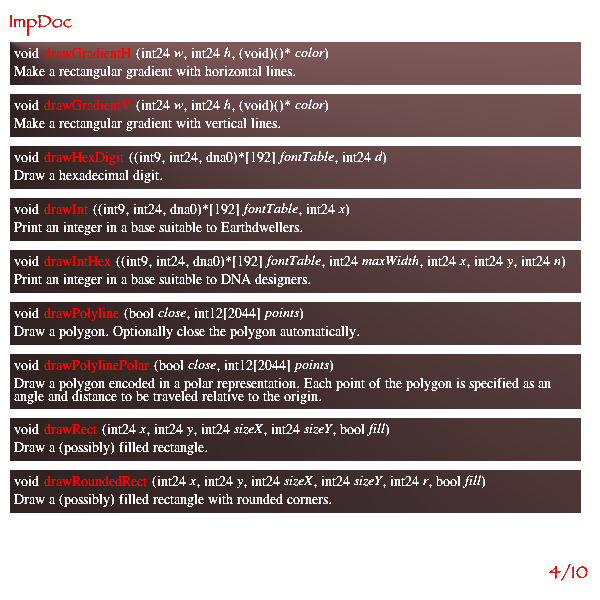 ImpDoc
void drawGradientH (int24 w, int24 h, (void)()* color)
Make a rectangular gradient with horizontal lines.
void drawGradientV (int24 w, int24 h, (void)()* color)
Make a rectangular gradient with vertical lines.
void drawHexDigit ((int9, int24, dna0)*[192] fontTable, int24 d)
Draw a hexadecimal digit.
void drawInt ((int9, int24, dna0)*[192] fontTable, int24 x)
Print an integer in a base suitable to Earthdwellers.
void drawIntHex ((int9, int24, dna0)*[192] fontTable, int24 maxWidth, int24 x, int24 y, int24 n)
Print an integer in a base suitable to DNA designers.
void drawPolyline (bool close, int12[2044] points)
Draw a polygon. Optionally close the polygon automatically.
void drawPolylinePolar (bool close, int12[2044] points)
Draw a polygon encoded in a polar representation. Each point of the polygon is specified as an
angle and distance to be traveled relative to the origin.
void drawRect (int24 x, int24 y, int24 sizeX, int24 sizeY, bool fill)
Draw a (possibly) filled rectangle.
void drawRoundedRect (int24 x, int24 y, int24 sizeX, int24 sizeY, int24 r, bool fill)
Draw a (possibly) filled rectangle with rounded corners.
4/10